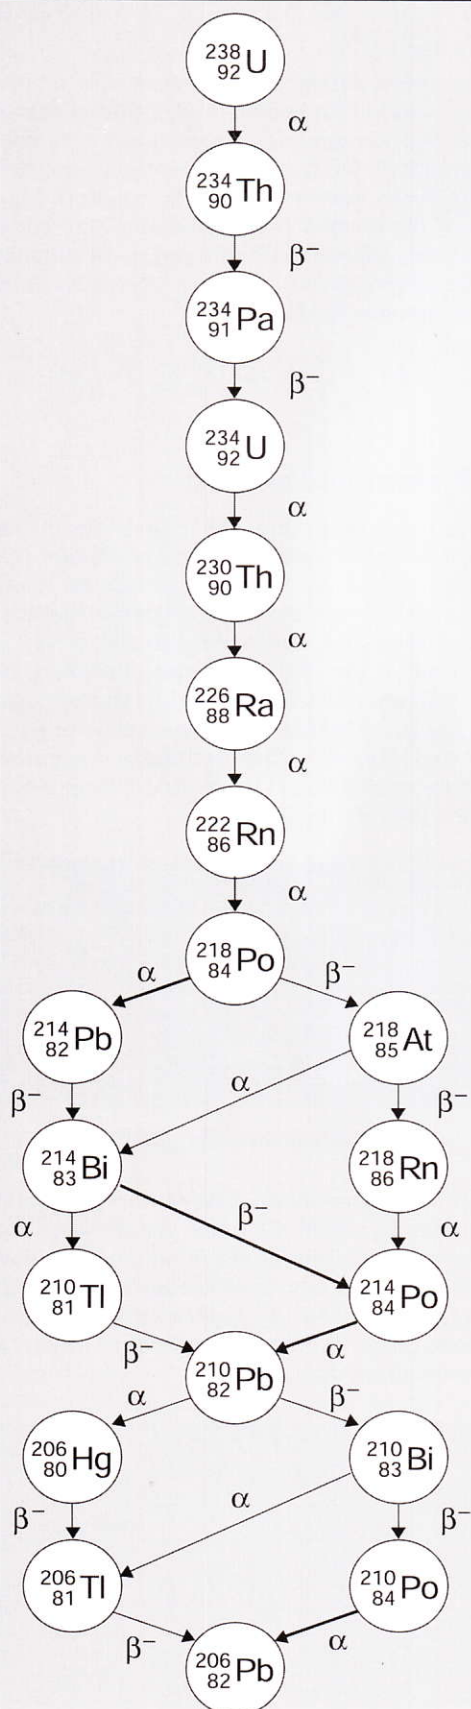 238
92 U
α
234
90 Th
β−
234
91 Pa
β−
234
92 U
α
230
90 Th
α
226
88 Ra
α
222
86 Rn
α
218
84 Po
α β−
214
82 Pb
218
85 At
β− α β−
214
83 Bi
218
86 Rn
α β− α
210
81 Tl
214
84 Po
β− α
210
82 Pb
α β−
206
80 Hg
210
83 Bi
β− α β−
206
81 Tl
210
84 Po
β− α
206
82 Pb